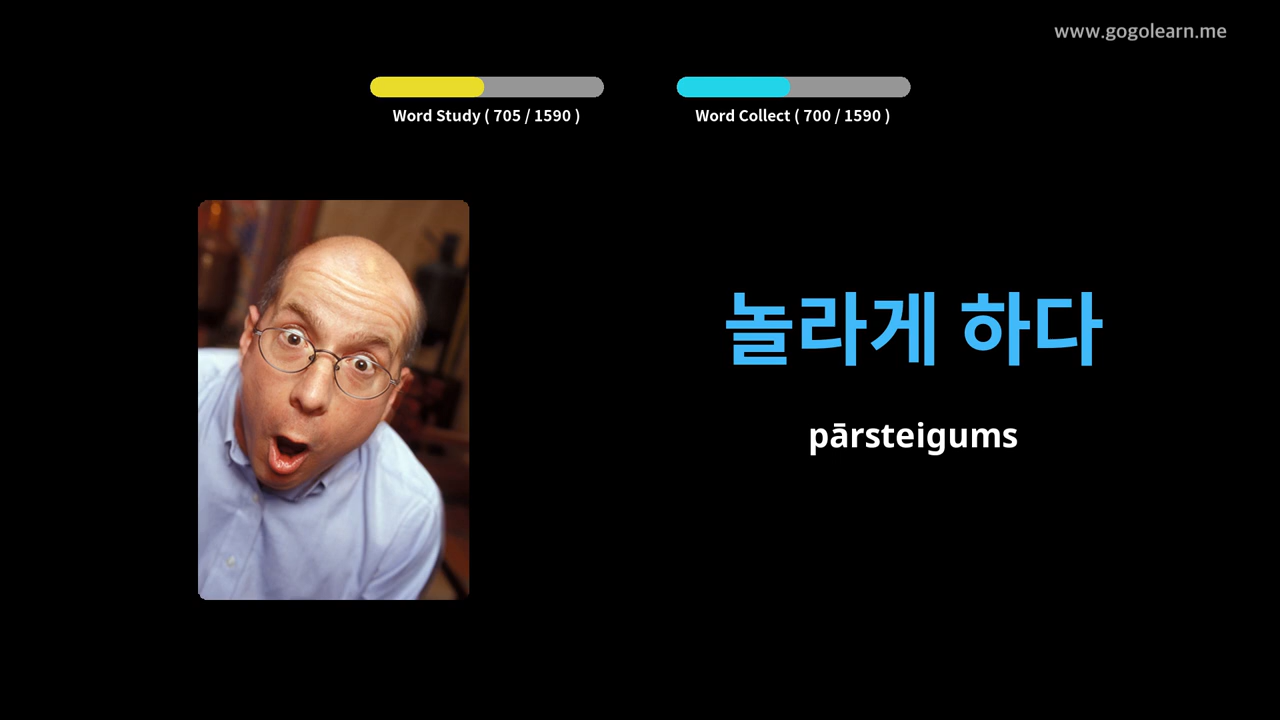 www.gogolearn.me
Word Study ( 705 / 1590 )
Word Collect ( 700 / 1590 )
놀라게 하다
pārsteigums